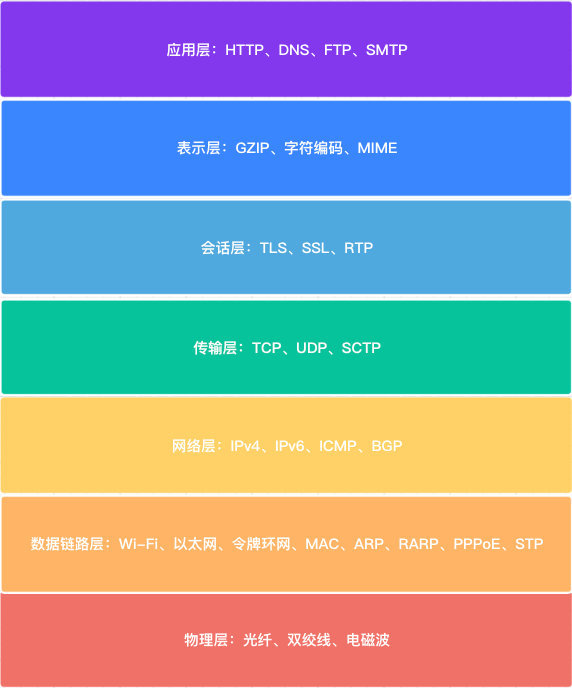 应用层：HTTP、DNS、FTP、SMTP
表示层：GZIP、字符编码、MIME
会话层：TLS、SSL、RTP
传输层：TCP、UDP、SCTP
网络层：IPv4、IPv6、ICMP、BGP
数据链路层：Wi-Fi、以太网、令牌环网、MAC、ARP、RARP、PPPoE、STP
物理层：光纤、双绞线、电磁波